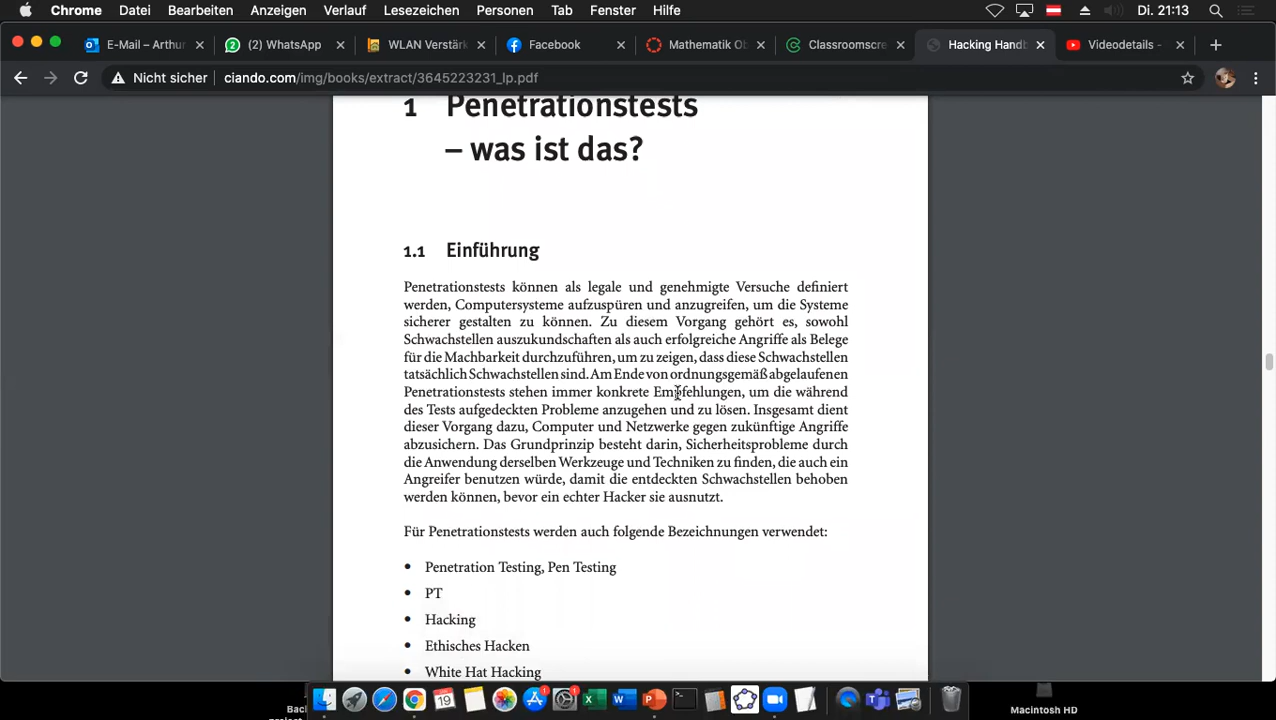 Chrome Datei Bearbeiten Anzeigen Verlauf Lesezeichen Personen Tab Fenster Hilfe Di. 21:13
E-Mail – Arthur (2) WhatsApp WLAN Verstärk Facebook Mathematik Ob Classroomscre Hacking Handb Videodetails -
Nicht sicher ciando.com/img/books/extract/3645223231_lp.pdf
1 Penetrationstests
– was ist das?
1.1 Einführung
Penetrationstests können als legale und genehmigte Versuche definiert
werden, Computersysteme aufzuspüren und anzugreifen, um die Systeme
sicherer gestalten zu können. Zu diesem Vorgang gehört es, sowohl
Schwachstellen auszukundschaften als auch erfolgreiche Angriffe als Belege
für die Machbarkeit durchzuführen, um zu zeigen, dass diese Schwachstellen
tatsächlich Schwachstellen sind. Am Ende von ordnungsgemäß abgelaufenen
Penetrationstests stehen immer konkrete Empfehlungen, um die während
des Tests aufgedeckten Probleme anzugehen und zu lösen. Insgesamt dient
dieser Vorgang dazu, Computer und Netzwerke gegen zukünftige Angriffe
abzusichern. Das Grundprinzip besteht darin, Sicherheitsprobleme durch
die Anwendung derselben Werkzeuge und Techniken zu finden, die auch ein
Angreifer benutzen würde, damit die entdeckten Schwachstellen behoben
werden können, bevor ein echter Hacker sie ausnutzt.
Für Penetrationstests werden auch folgende Bezeichnungen verwendet:
• Penetration Testing, Pen Testing
• PT
• Hacking
• Ethisches Hacken
• White Hat Hacking
19
Macintosh HD